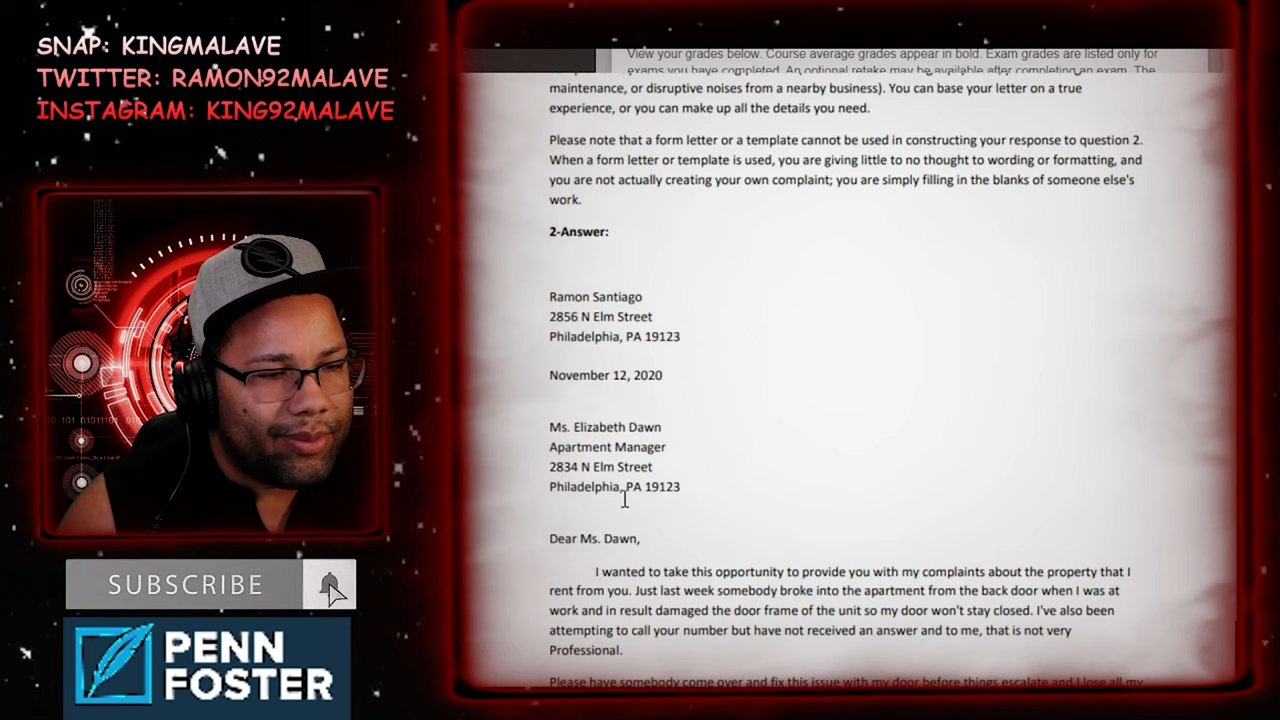 SNAP: KINGMALAVE
TWITTER: RAMON92MALAVE
INSTAGRAM: KING92MALAVE
SUBSCRIBE
PENN
FOSTER
View your grades below. Course average grades appear in bold. Exam grades are listed only for
exams you have completed. An optional retake may be available after completing an exam. The
maintenance, or disruptive noises from a nearby business). You can base your letter on a true
experience, or you can make up all the details you need.
Please note that a form letter or a template cannot be used in constructing your response to question 2.
When a form letter or template is used, you are giving little to no thought to wording or formatting, and
you are not actually creating your own complaint; you are simply filling in the blanks of someone else's
work.
2-Answer:
Ramon Santiago
2856 N Elm Street
Philadelphia, PA 19123
November 12, 2020
Ms. Elizabeth Dawn
Apartment Manager
2834 N Elm Street
Philadelphia, PA 19123
Dear Ms. Dawn,
I wanted to take this opportunity to provide you with my complaints about the property that I
rent from you. Just last week somebody broke into the apartment from the back door when I was at
work and in result damaged the door frame of the unit so my door won't stay closed. I've also been
attempting to call your number but have not received an answer and to me, that is not very
Professional.
Please have somebody come over and fix this issue with my door before things escalate and I lose all my